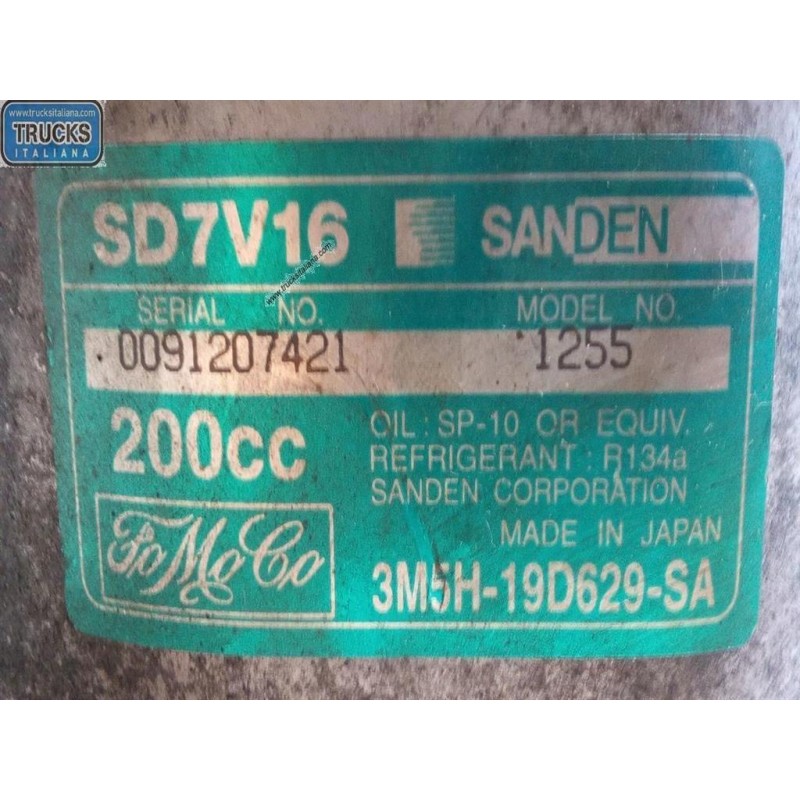 www.trucksitaliana.com
TRUCKS
ITALIANA
SD7V16 SANDEN
www.trucksitaliana.com
SERIAL NO. MODEL NO.
0091207421 1255
200cc
OIL : SP-10 OR EQUIV.
REFRIGERANT : R134a
SANDEN CORPORATION
MADE IN JAPAN
FoMoCo
3M5H-19D629-SA